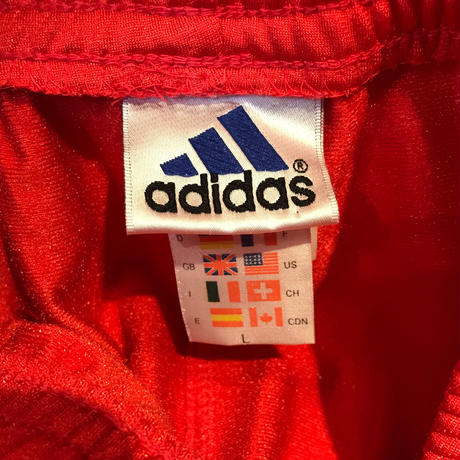 adidas®
D F
GB US
I CH
E CDN
L